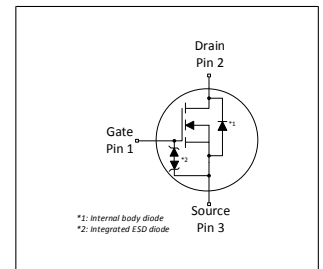 Drain
Pin 2
*1
Gate
Pin 1
*2
*1: Internal body diode
*2: Integrated ESD diode
Source
Pin 3